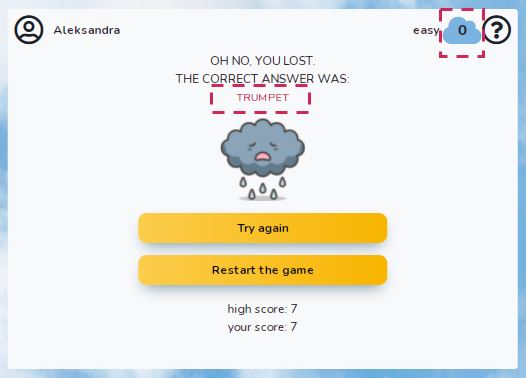 Aleksandra
easy 0 ?
OH NO, YOU LOST.
THE CORRECT ANSWER WAS:
TRUMPET
Try again
Restart the game
high score: 7
your score: 7